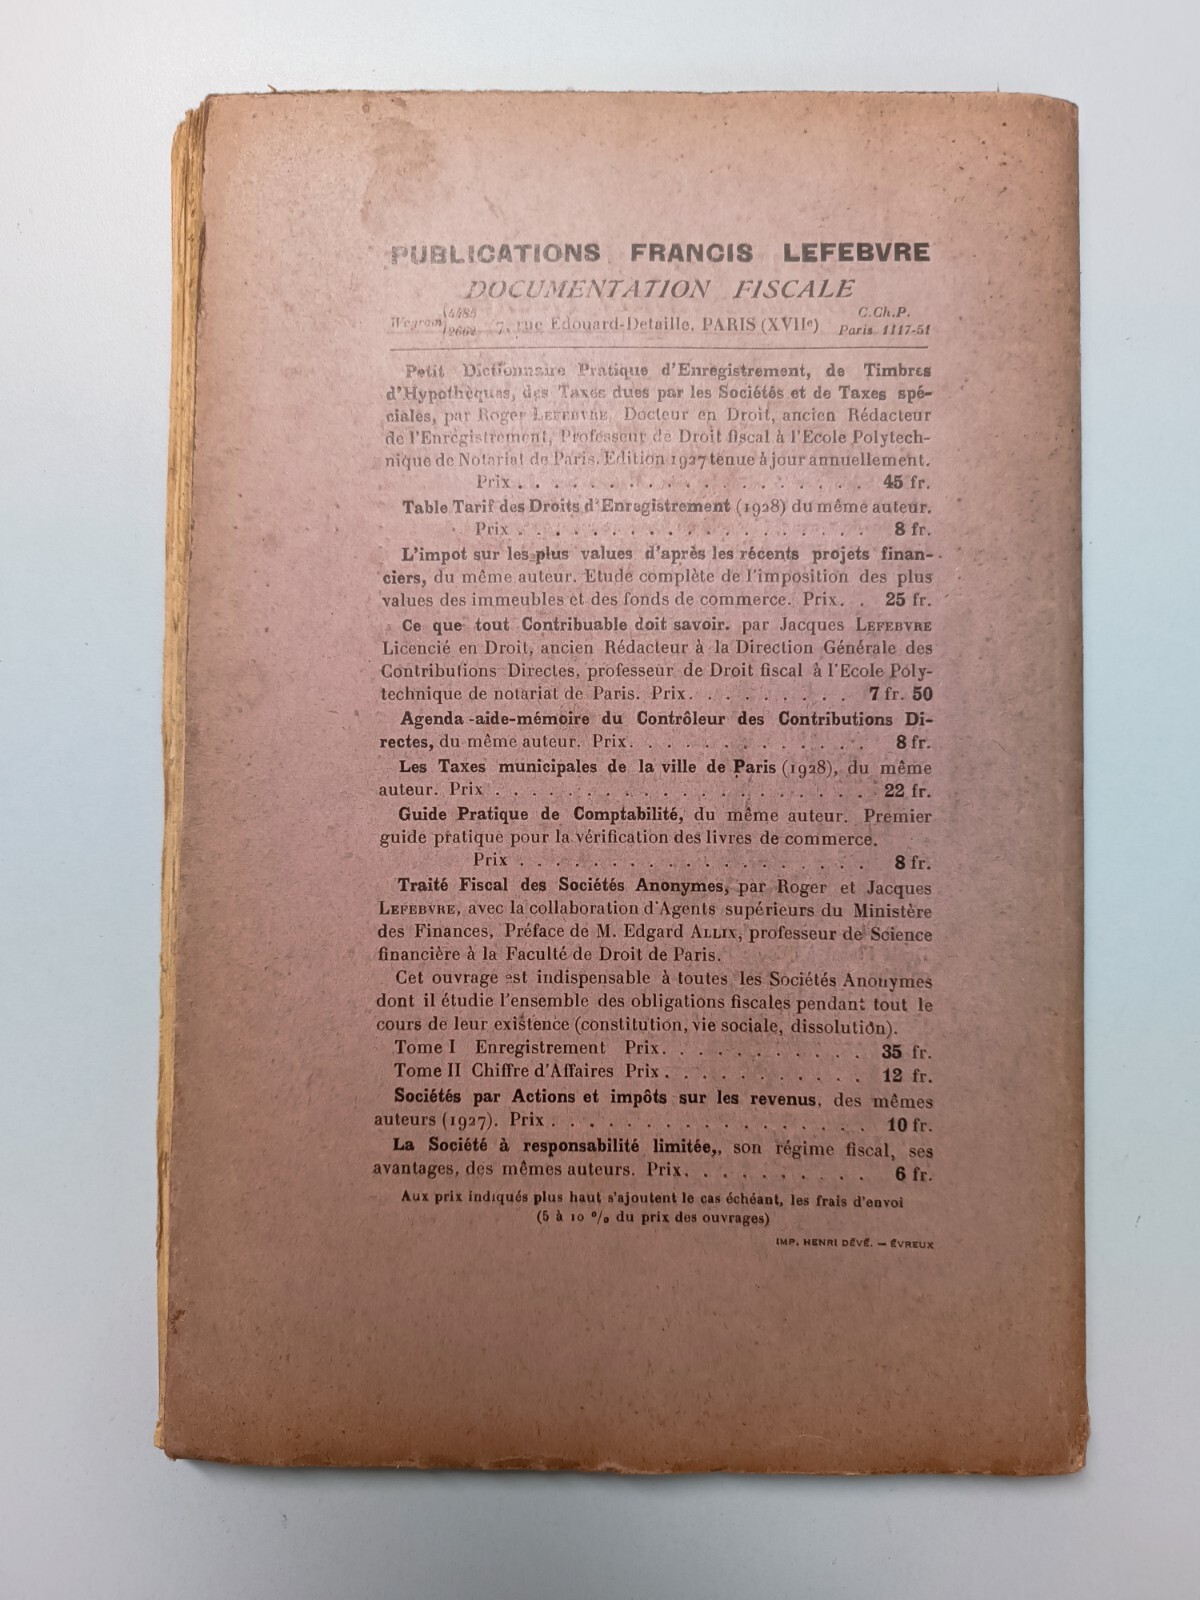 PUBLICATIONS FRANCIS LEFEBVRE
DOCUMENTATION FISCALE
Wagram 2662 7, rue Edouard-Detaille, PARIS (XVIIe) C.Ch.P. Paris 1117-51
Petit Dictionnaire Pratique d'Enregistrement, de Timbres
d'Hypothèques, des Taxes dues par les Sociétés et de Taxes spé-
ciales, par Roger LEFEBVRE, Docteur en Droit, ancien Rédacteur
de l'Enregistrement, Professeur de Droit fiscal à l'Ecole Polytech-
nique de Notariat de Paris. Edition 1927 tenue à jour annuellement.
Prix . . . . . . . . . . . . . . . . . . 45 fr.
Table Tarif des Droits d'Enregistrement (1928) du même auteur.
Prix . . . . . . . . . . . . . . . . . . 8 fr.
L'impot sur les plus values d'après les récents projets finan-
ciers, du même auteur. Etude complète de l'imposition des plus
values des immeubles et des fonds de commerce. Prix. . 25 fr.
Ce que tout Contribuable doit savoir. par Jacques LEFEBVRE
Licencié en Droit, ancien Rédacteur à la Direction Générale des
Contributions Directes, professeur de Droit fiscal à l'Ecole Poly-
technique de notariat de Paris. Prix. . . . . . . . . 7 fr. 50
Agenda-aide-mémoire du Contrôleur des Contributions Di-
rectes, du même auteur. Prix. . . . . . . . . . . . . 8 fr.
Les Taxes municipales de la ville de Paris (1928), du même
auteur. Prix . . . . . . . . . . . . . . . . . . . . 22 fr.
Guide Pratique de Comptabilité, du même auteur. Premier
guide pratique pour la vérification des livres de commerce.
Prix . . . . . . . . . . . . . . . . . . 8 fr.
Traité Fiscal des Sociétés Anonymes, par Roger et Jacques
LEFEBVRE, avec la collaboration d'Agents supérieurs du Ministère
des Finances, Préface de M. Edgard ALLIX, professeur de Science
financière à la Faculté de Droit de Paris.
Cet ouvrage est indispensable à toutes les Sociétés Anonymes
dont il étudie l'ensemble des obligations fiscales pendant tout le
cours de leur existence (constitution, vie sociale, dissolution).
Tome I Enregistrement Prix. . . . . . . . . . . 35 fr.
Tome II Chiffre d'Affaires Prix . . . . . . . . . . . 12 fr.
Sociétés par Actions et impôts sur les revenus, des mêmes
auteurs (1927). Prix . . . . . . . . . . . . . . . . . 10 fr.
La Société à responsabilité limitée,, son régime fiscal, ses
avantages, des mêmes auteurs. Prix. . . . . . . . . . 6 fr.
Aux prix indiqués plus haut s'ajoutent le cas échéant, les frais d'envoi
(5 à 10 % du prix des ouvrages)
IMP. HENRI DÉVÉ. — ÉVREUX